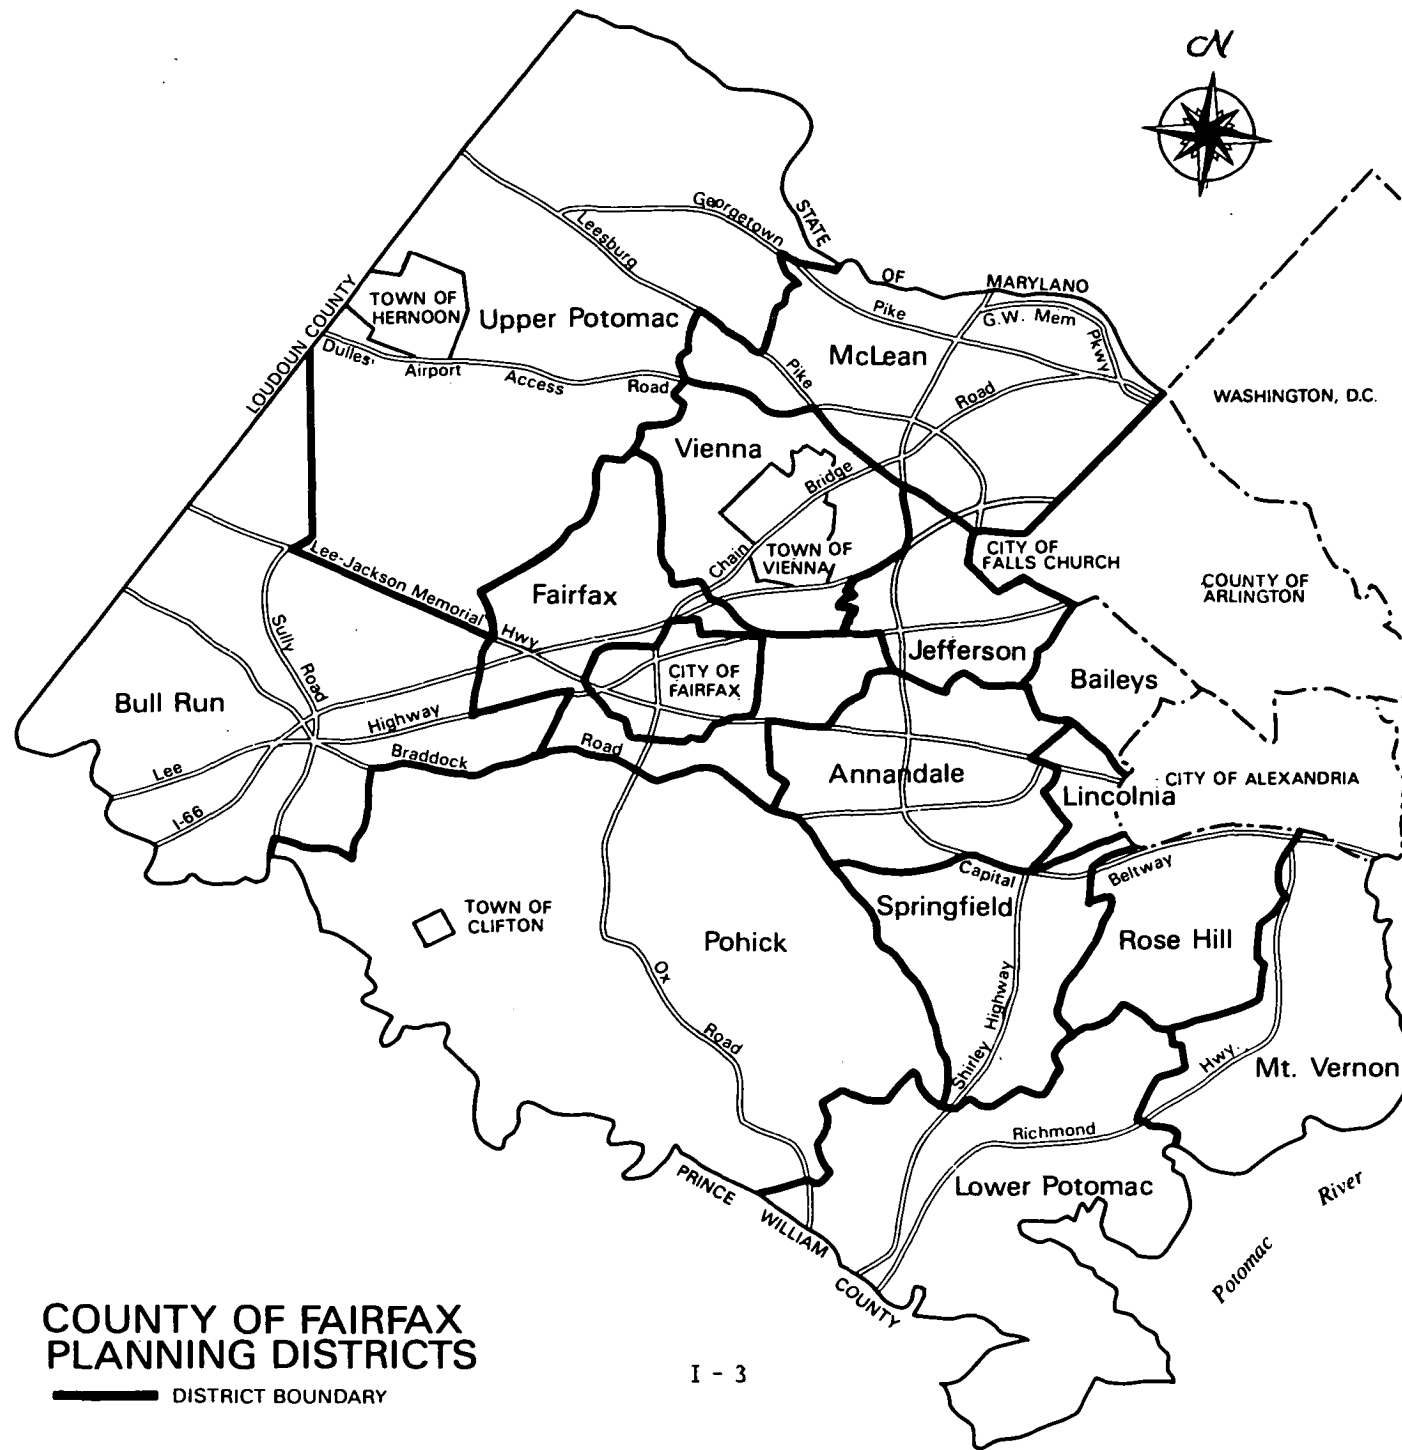 N
STATE
OF
MARYLANO
Georgetown
Pike
Leesburg
Pike
G.W. Mem
Pkwy
TOWN OF
HERNOON
Upper Potomac
McLean
LOUDOUN COUNTY
Dulles
Airport
Access
Road
Road
WASHINGTON, D.C.
Vienna
Bridge
Chain
TOWN OF
VIENNA
CITY OF
FALLS CHURCH
COUNTY OF
ARLINGTON
Lee-Jackson Memorial
Hwy
Fairfax
Sully
Road
Jefferson
CITY OF
FAIRFAX
Baileys
Bull Run
Highway
Lee
Braddock
Road
I-66
Annandale
Lincolnia
CITY OF ALEXANDRIA
Capital
Beltway
Springfield
TOWN OF
CLIFTON
Pohick
Rose Hill
Ox
Road
Shirley Highway
Hwy.
Mt. Vernon
Richmond
Lower Potomac
PRINCE
WILLIAM
COUNTY
Potomac
River
COUNTY OF FAIRFAX
PLANNING DISTRICTS
DISTRICT BOUNDARY
I - 3